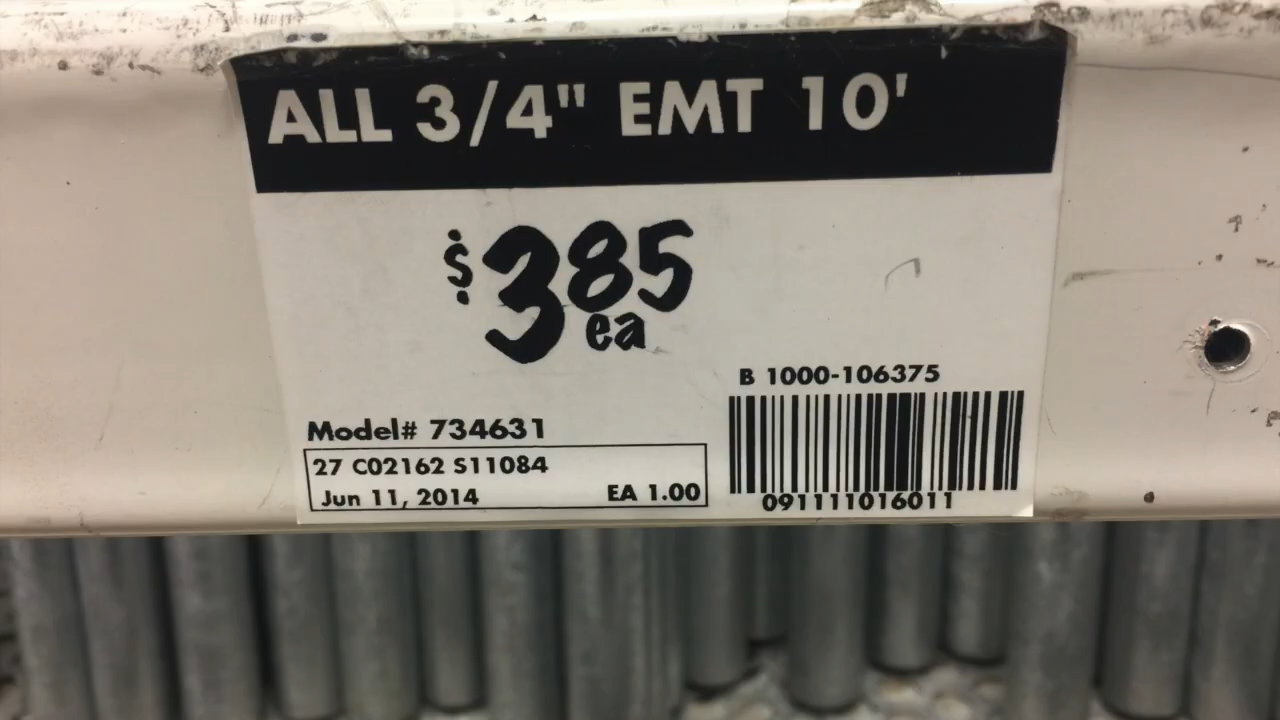 ALL 3/4" EMT 10'
$3.85
ea
B 1000-106375
Model# 734631
27 C02162 S11084
Jun 11, 2014 EA 1.00
091111016011